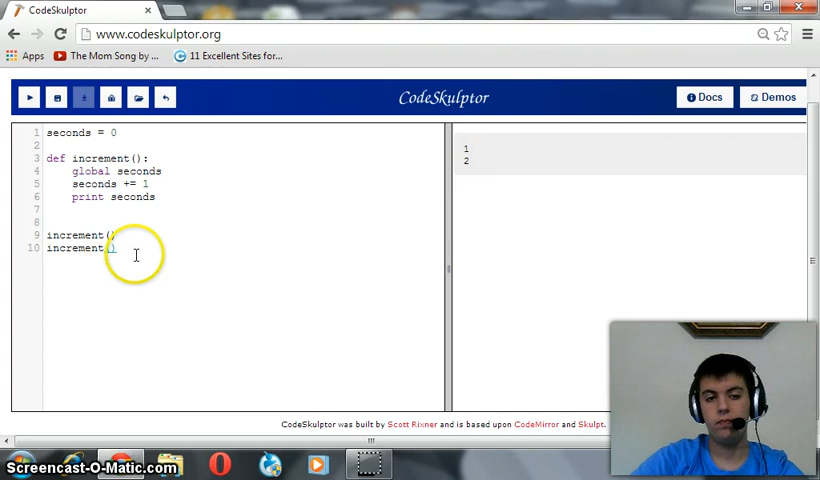 CodeSkulptor
www.codeskulptor.org
Apps The Mom Song by ... 11 Excellent Sites for...
CodeSkulptor Docs Demos
1 seconds = 0
2
3 def increment():
4 global seconds
5 seconds += 1
6 print seconds
7
8
9 increment()
10 increment()
1
2
CodeSkulptor was built by Scott Rixner and is based upon CodeMirror and Skulpt.
Screencast-O-Matic.com